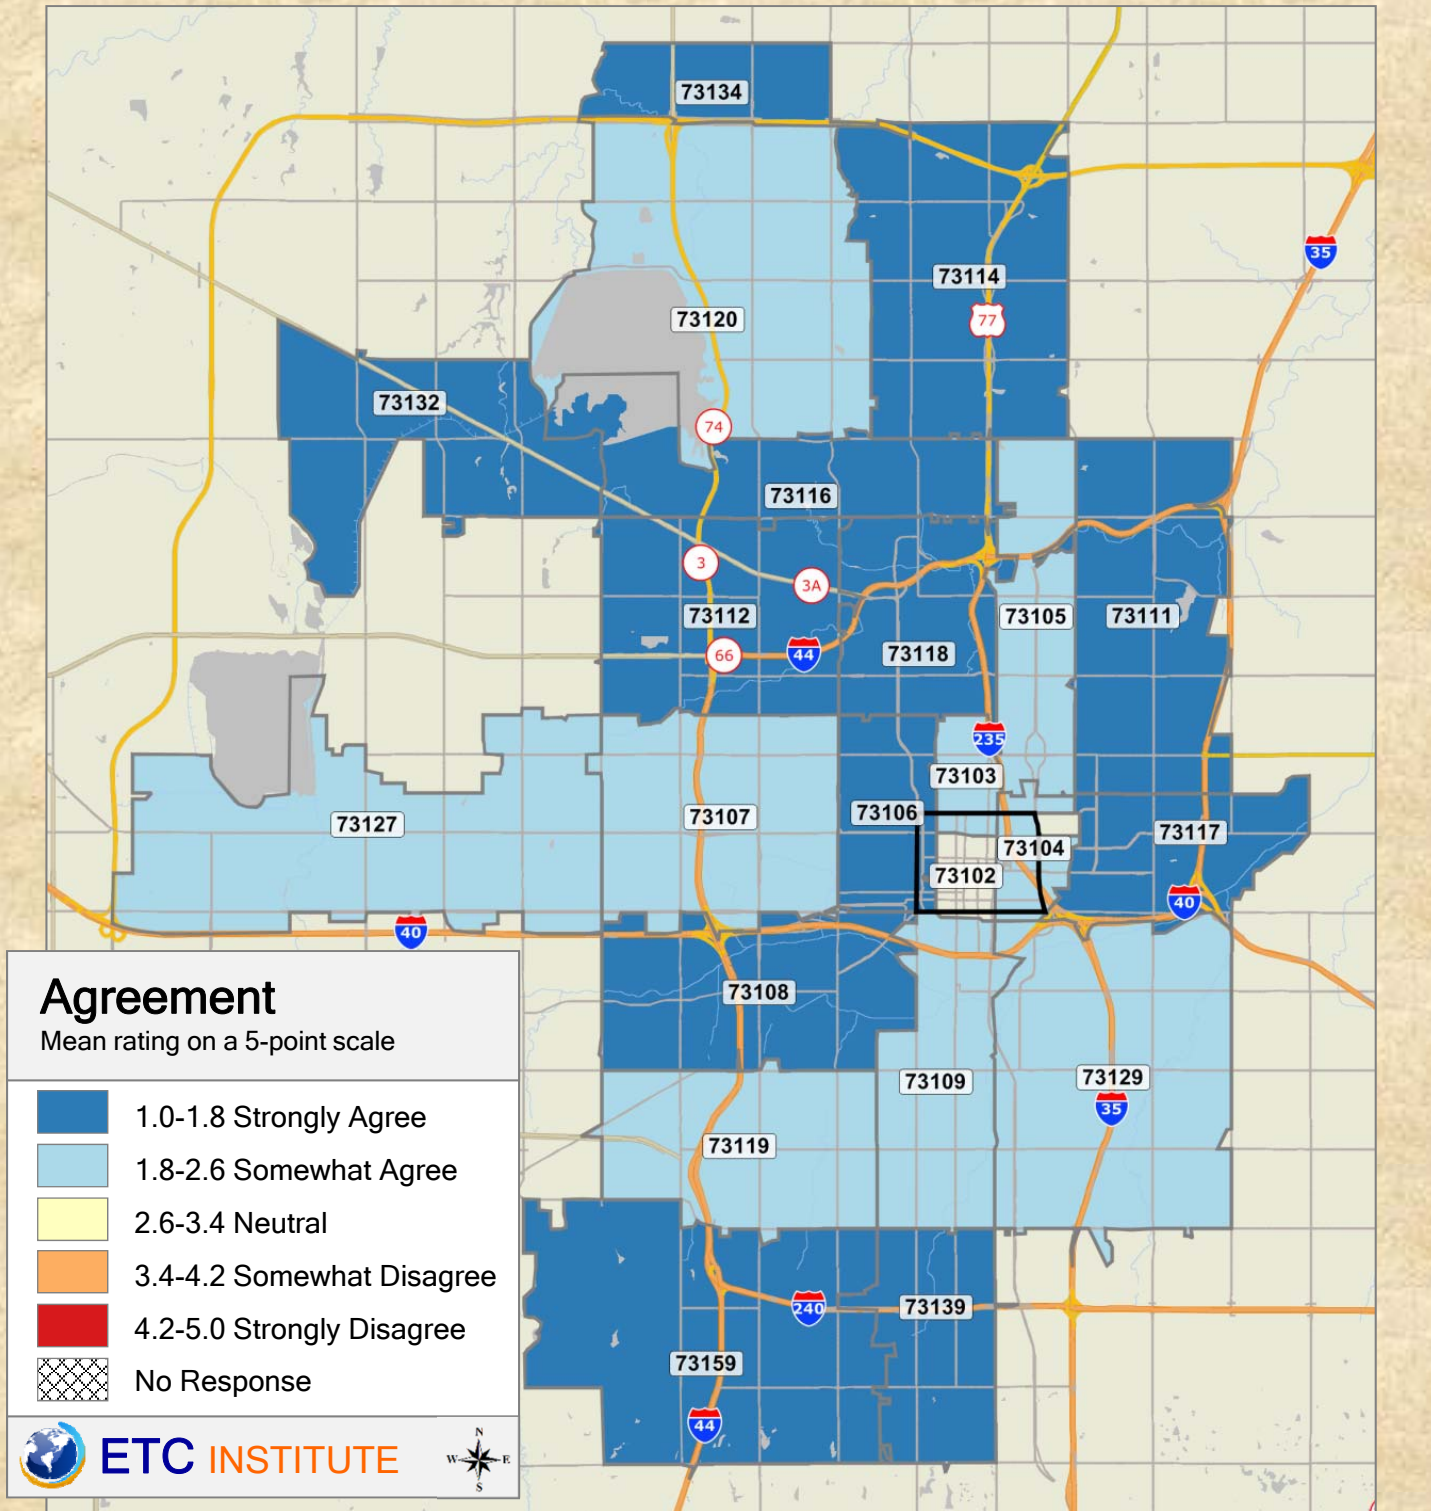 73134
35
73114
77
73120
73132
74
73116
3
3A
73112
73105
73111
66
44
73118
235
73103
73106
73107
73127
73117
73104
73102
40
40
73108
73109
73129
35
73119
240
73139
73159
44
Agreement
Mean rating on a 5-point scale
1.0-1.8 Strongly Agree
1.8-2.6 Somewhat Agree
2.6-3.4 Neutral
3.4-4.2 Somewhat Disagree
4.2-5.0 Strongly Disagree
No Response
ETC INSTITUTE
N
W E
S